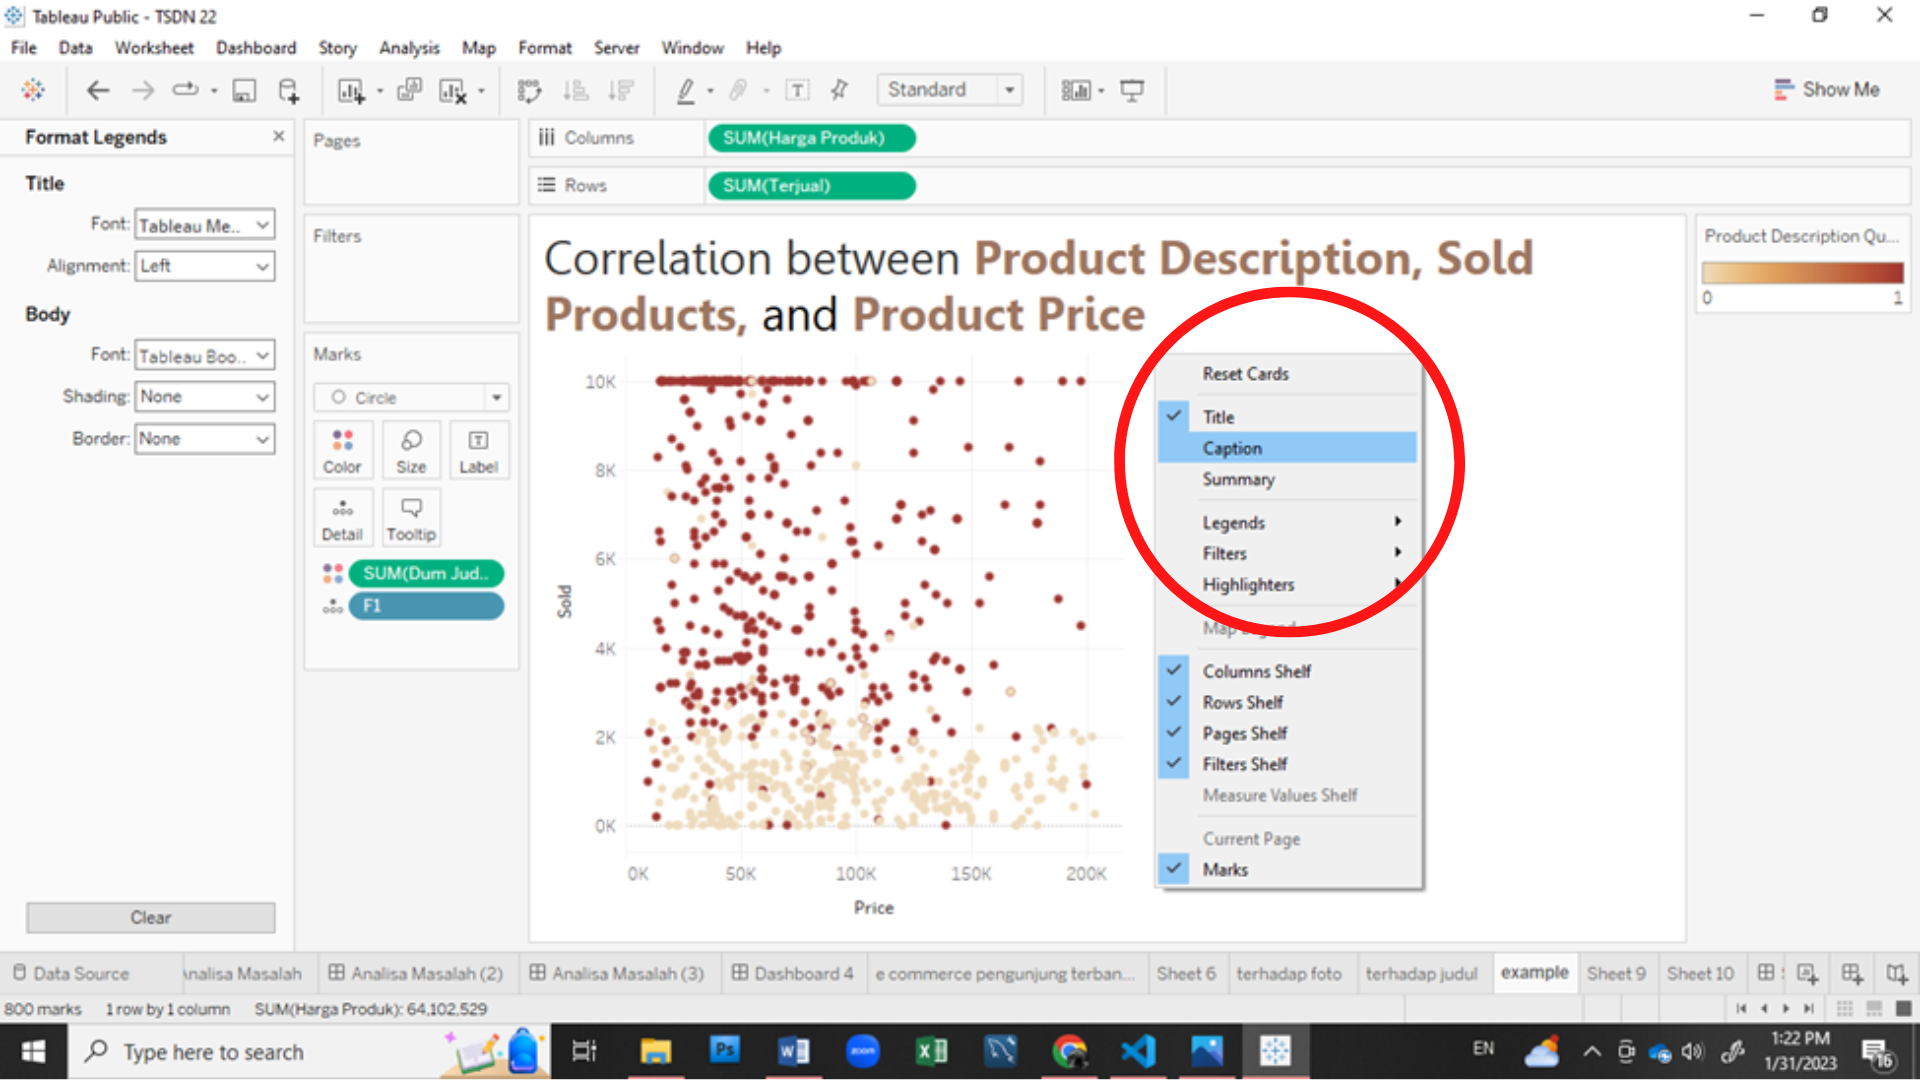 Tableau Public - TSDN 22
File Data Worksheet Dashboard Story Analysis Map Format Server Window Help
Standard
Show Me
Format Legends
Title
Font: Tableau Me..
Alignment: Left
Body
Font: Tableau Boo..
Shading: None
Border: None
Clear
Pages
Filters
Marks
Circle
Color Size Label
Detail Tooltip
SUM(Dum Jud..
F1
Columns SUM(Harga Produk)
Rows SUM(Terjual)
Correlation between Product Description, Sold
Products, and Product Price
10K
8K
6K
4K
2K
0K
Sold
0K 50K 100K 150K 200K
Price
Reset Cards
Title
Caption
Summary
Legends
Filters
Highlighters
Map Legend
Columns Shelf
Rows Shelf
Pages Shelf
Filters Shelf
Measure Values Shelf
Current Page
Marks
Product Description Qu...
0 1
Data Source Analisa Masalah Analisa Masalah (2) Analisa Masalah (3) Dashboard 4 e commerce pengunjung terban... Sheet 6 terhadap foto terhadap judul example Sheet 9 Sheet 10
800 marks 1 row by 1 column SUM(Harga Produk): 64,102,529
Type here to search
Ps
W
zoom
X
EN
1:22 PM
1/31/2023
16